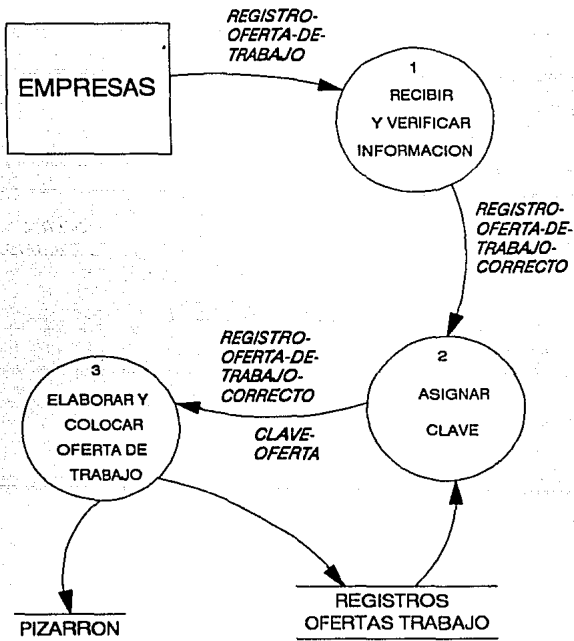 REGISTRO-
OFERTA-DE-
TRABAJO
EMPRESAS
1
RECIBIR
Y VERIFICAR
INFORMACION
REGISTRO-
OFERTA-DE-
TRABAJO-
CORRECTO
REGISTRO-
OFERTA-DE-
TRABAJO-
CORRECTO
CLAVE-
OFERTA
2
ASIGNAR
CLAVE
3
ELABORAR Y
COLOCAR
OFERTA DE
TRABAJO
PIZARRON
REGISTROS
OFERTAS TRABAJO